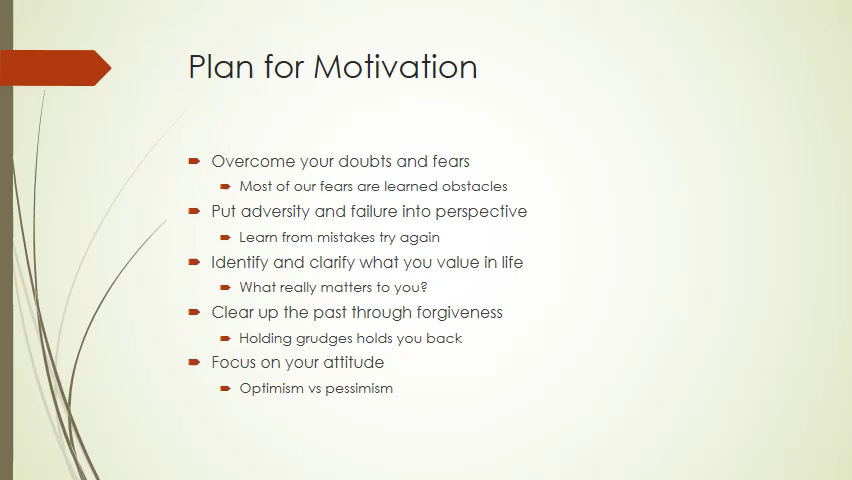 Plan for Motivation
Overcome your doubts and fears
Most of our fears are learned obstacles
Put adversity and failure into perspective
Learn from mistakes try again
Identify and clarify what you value in life
What really matters to you?
Clear up the past through forgiveness
Holding grudges holds you back
Focus on your attitude
Optimism vs pessimism